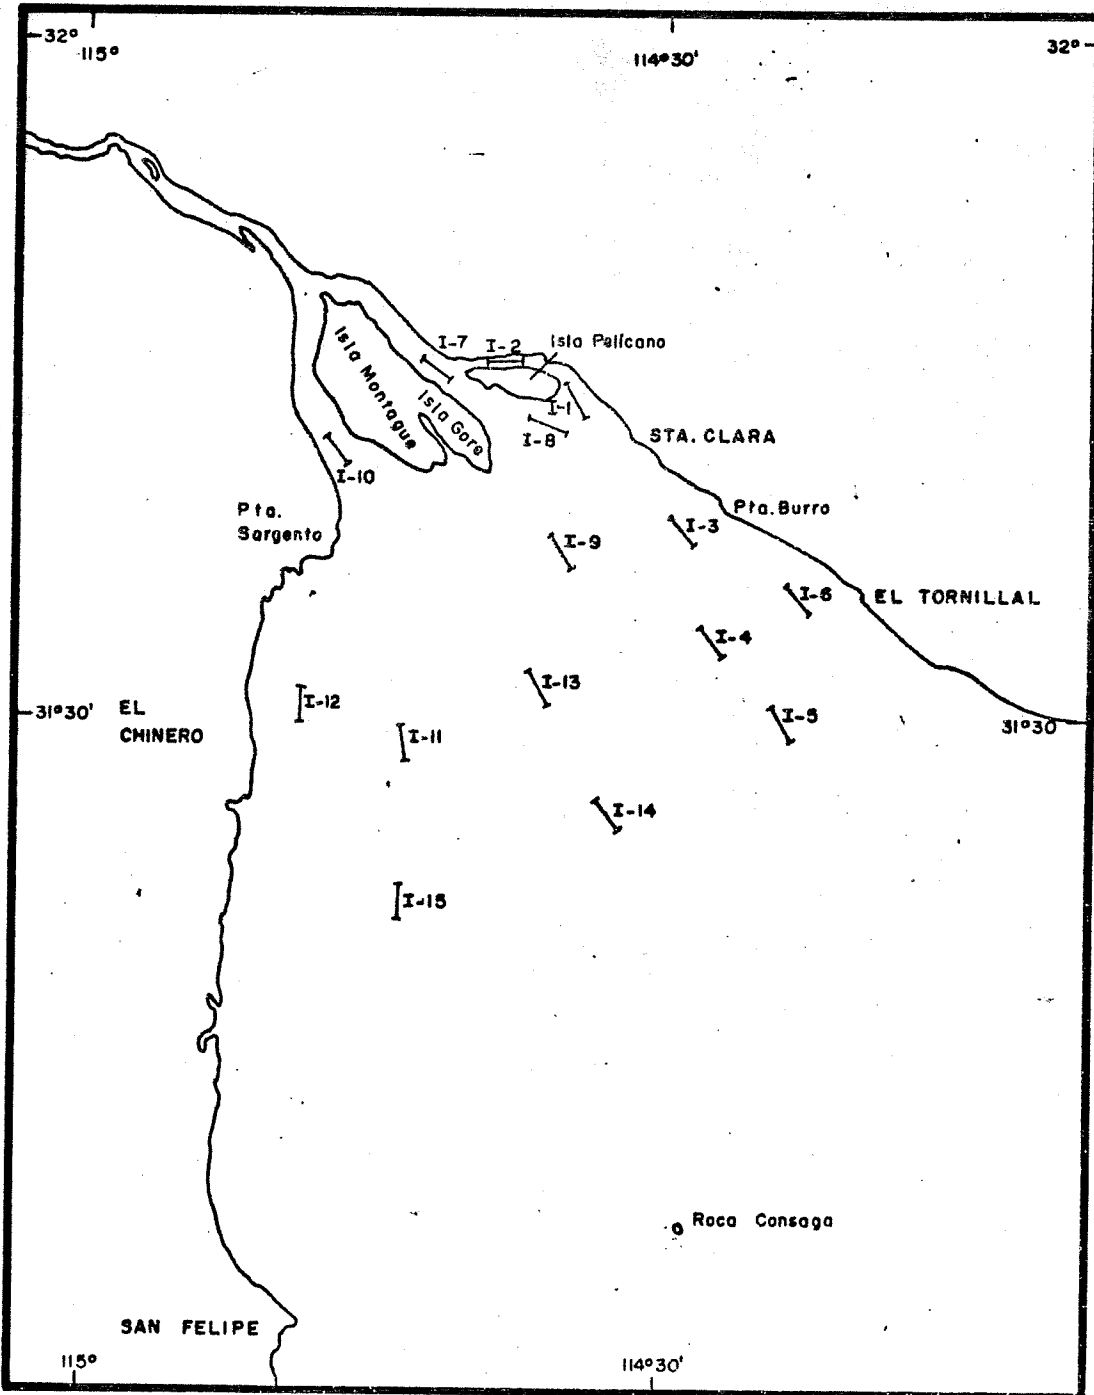 32°
115°
114°30'
32°
I-7
I-2
Isla Pelícano
Isla Montague
Isla Gore
I-1
I-8
STA. CLARA
I-10
Pta.
Sargento
Pta. Burro
I-3
I-9
I-6
EL TORNILLAL
I-4
I-13
I-12
31°30'
EL
CHINERO
I-5
31°30
I-11
I-14
I-15
Roca Consaga
SAN FELIPE
115°
114°30'